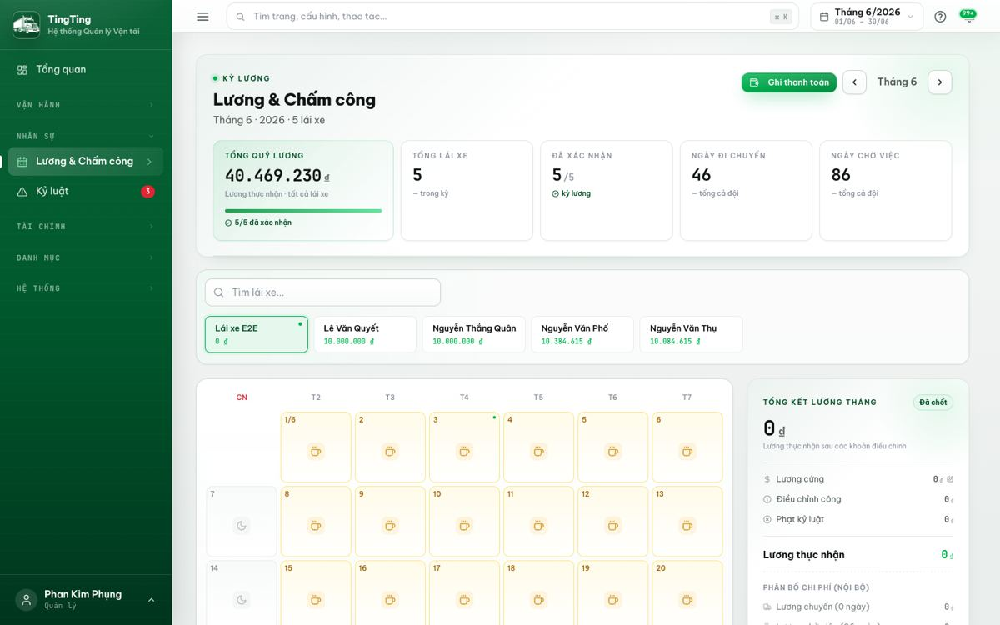 TingTing
Hệ thống Quản lý Vận tải
Tìm trang, cấu hình, thao tác...
⌘ K
Tháng 6/2026
01/06 – 30/06
99+
Tổng quan
VẬN HÀNH
NHÂN SỰ
Lương & Chấm công
Kỷ luật
3
TÀI CHÍNH
DANH MỤC
HỆ THỐNG
Phan Kim Phụng
Quản lý
KỲ LƯƠNG
Lương & Chấm công
Tháng 6 · 2026 · 5 lái xe
Ghi thanh toán
Tháng 6
TỔNG QUỸ LƯƠNG
40.469.230 ₫
Lương thực nhận · tất cả lái xe
5/5 đã xác nhận
TỔNG LÁI XE
5
— trong kỳ
ĐÃ XÁC NHẬN
5 /5
kỳ lương
NGÀY ĐI CHUYẾN
46
— tổng cả đội
NGÀY CHỜ VIỆC
86
— tổng cả đội
Tìm lái xe...
Lái xe E2E
0 ₫
Lê Văn Quyết
10.000.000 ₫
Nguyễn Thắng Quân
10.000.000 ₫
Nguyễn Văn Phố
10.384.615 ₫
Nguyễn Văn Thụ
10.084.615 ₫
CN T2 T3 T4 T5 T6 T7
1/6 2 3 4 5 6
7 8 9 10 11 12 13
14 15 16 17 18 19 20
TỔNG KẾT LƯƠNG THÁNG
Đã chốt
0 ₫
Lương thực nhận sau các khoản điều chỉnh
Lương cứng 0 ₫
Điều chỉnh công 0 ₫
Phạt kỷ luật 0 ₫
Lương thực nhận 0 ₫
PHÂN BỔ CHI PHÍ (NỘI BỘ)
Lương chuyến (0 ngày) 0 ₫